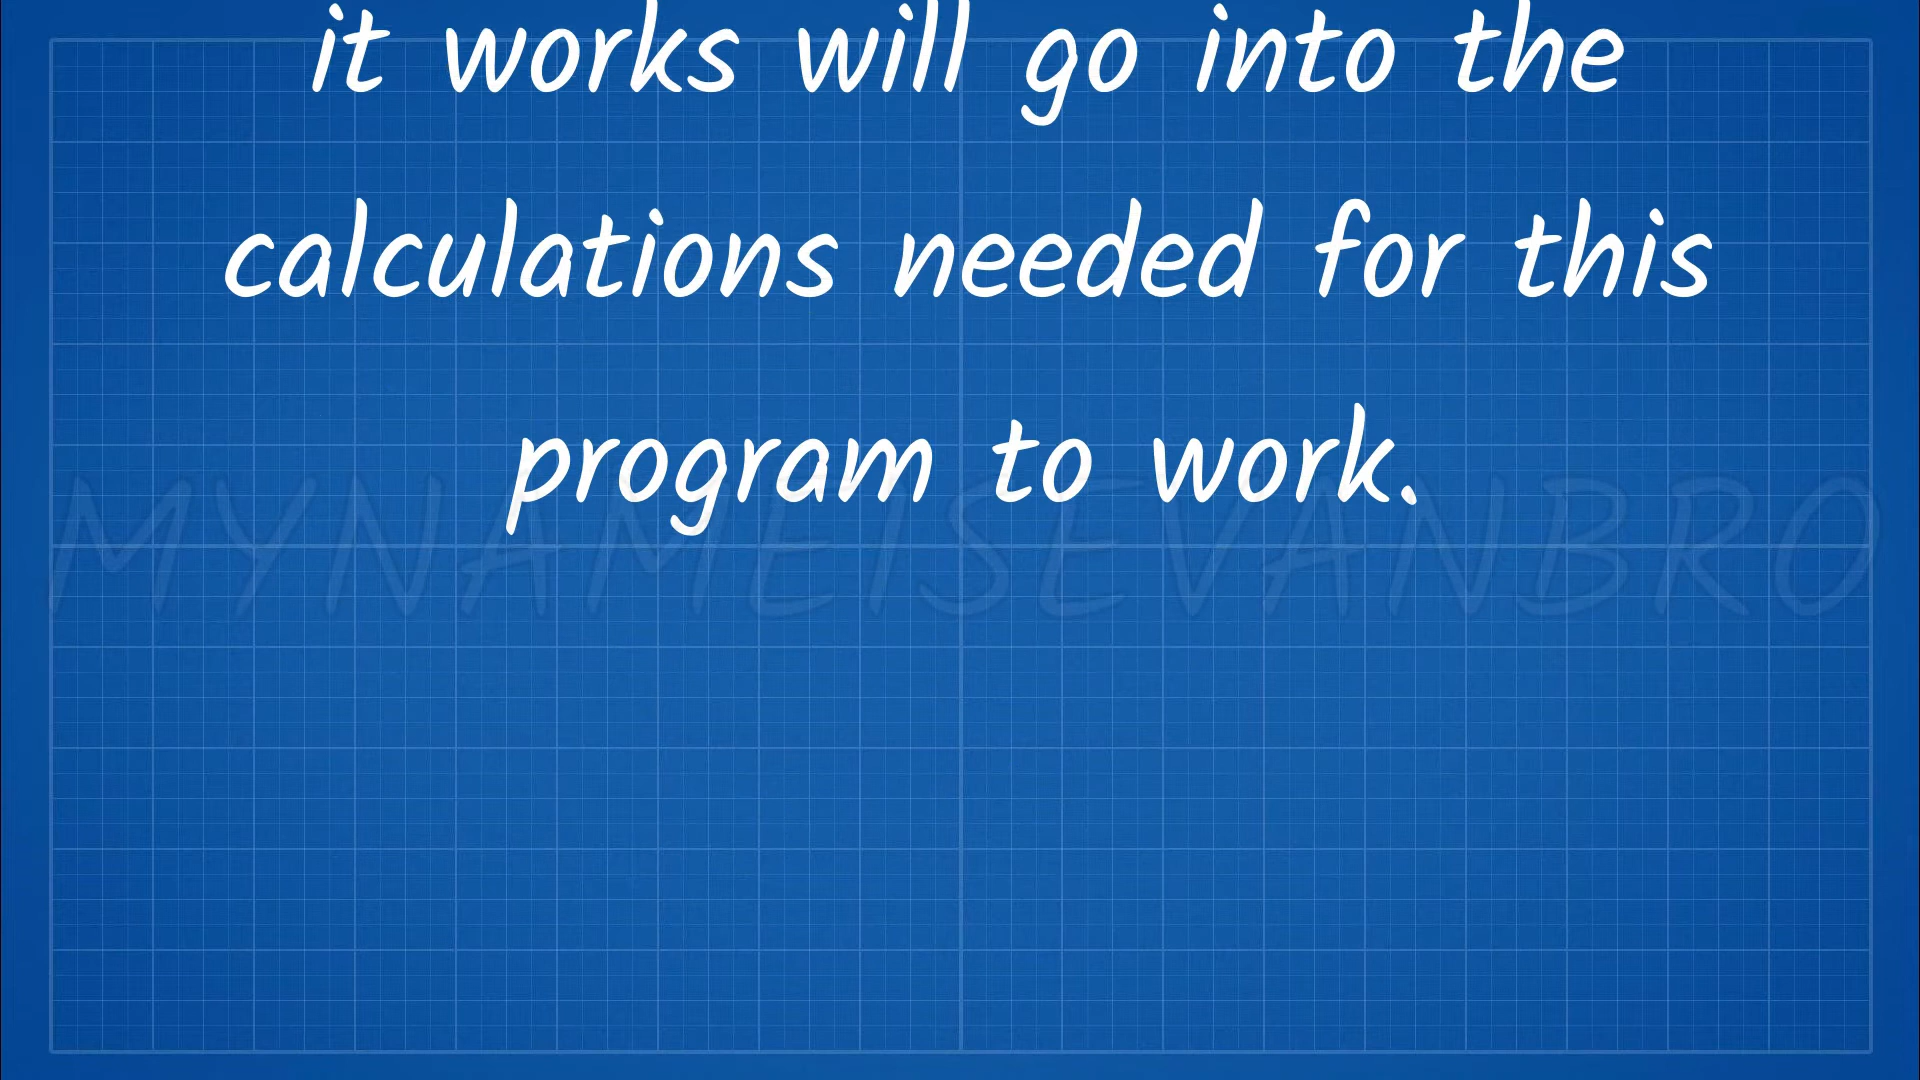 it works will go into the
calculations needed for this
program to work.
MYNAMEISEVANBRO